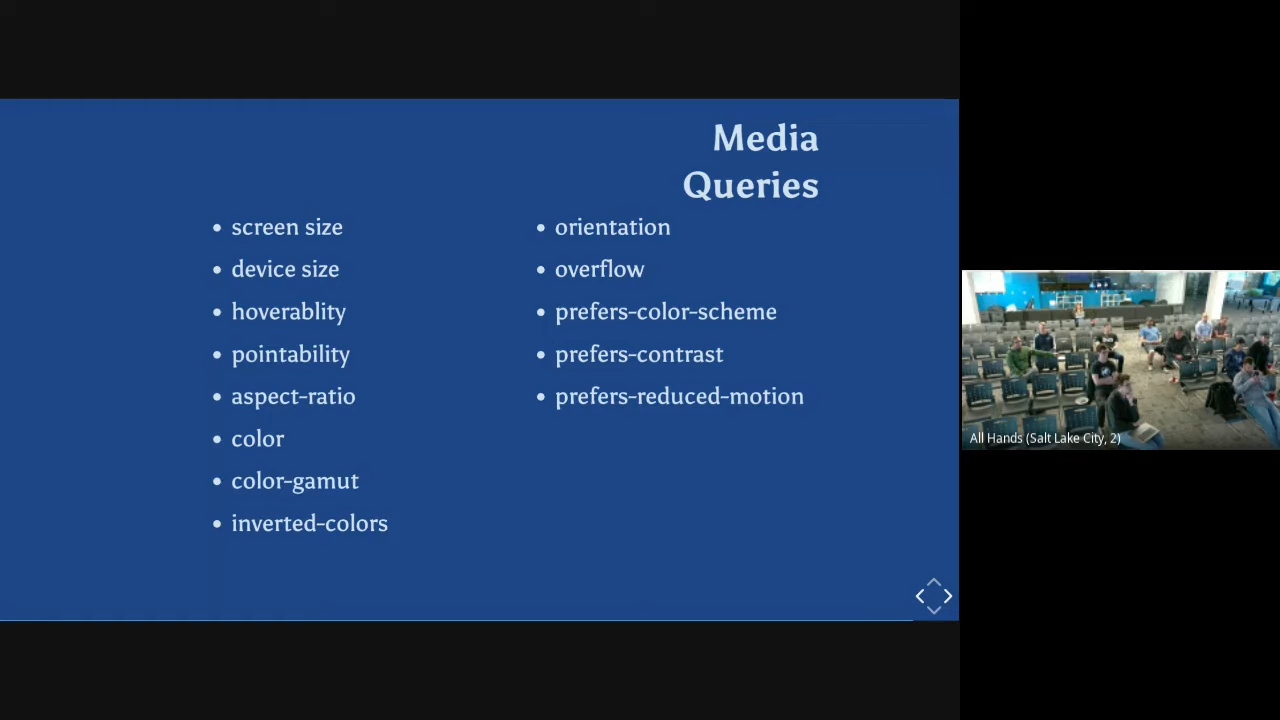 Media
Queries
screen size
device size
hoverablity
pointability
aspect-ratio
color
color-gamut
inverted-colors
orientation
overflow
prefers-color-scheme
prefers-contrast
prefers-reduced-motion
All Hands (Salt Lake City, 2)